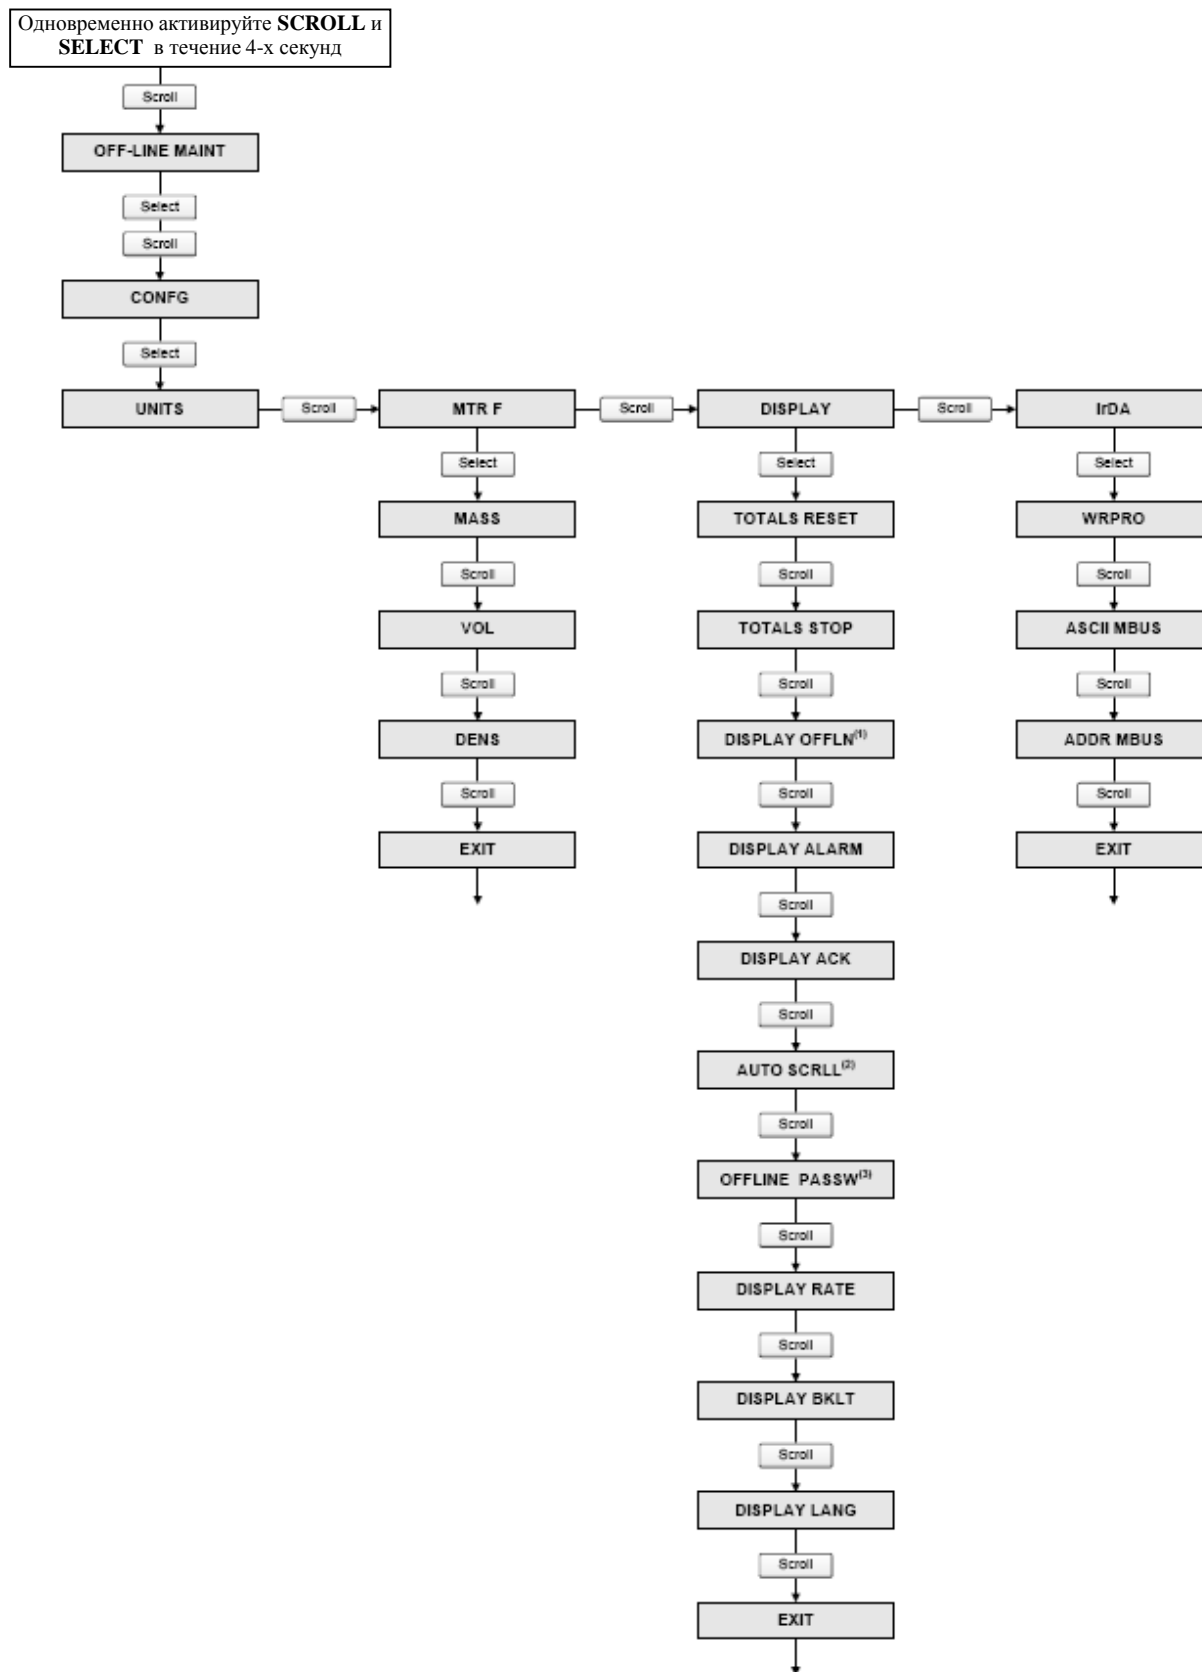 Одновременно активируйте SCROLL и
SELECT в течение 4-х секунд
Scroll
OFF-LINE MAINT
Select
Scroll
CONFG
Select
UNITS
Scroll
MTR F
Scroll
DISPLAY
Scroll
IrDA
Select
MASS
Scroll
VOL
Scroll
DENS
Scroll
EXIT
Select
TOTALS RESET
Scroll
TOTALS STOP
Scroll
DISPLAY OFFLN(1)
Scroll
DISPLAY ALARM
Scroll
DISPLAY ACK
Scroll
AUTO SCRLL(2)
Scroll
OFFLINE PASSW(3)
Scroll
DISPLAY RATE
Scroll
DISPLAY BKLT
Scroll
DISPLAY LANG
Scroll
EXIT
Select
WRPRO
Scroll
ASCII MBUS
Scroll
ADDR MBUS
Scroll
EXIT